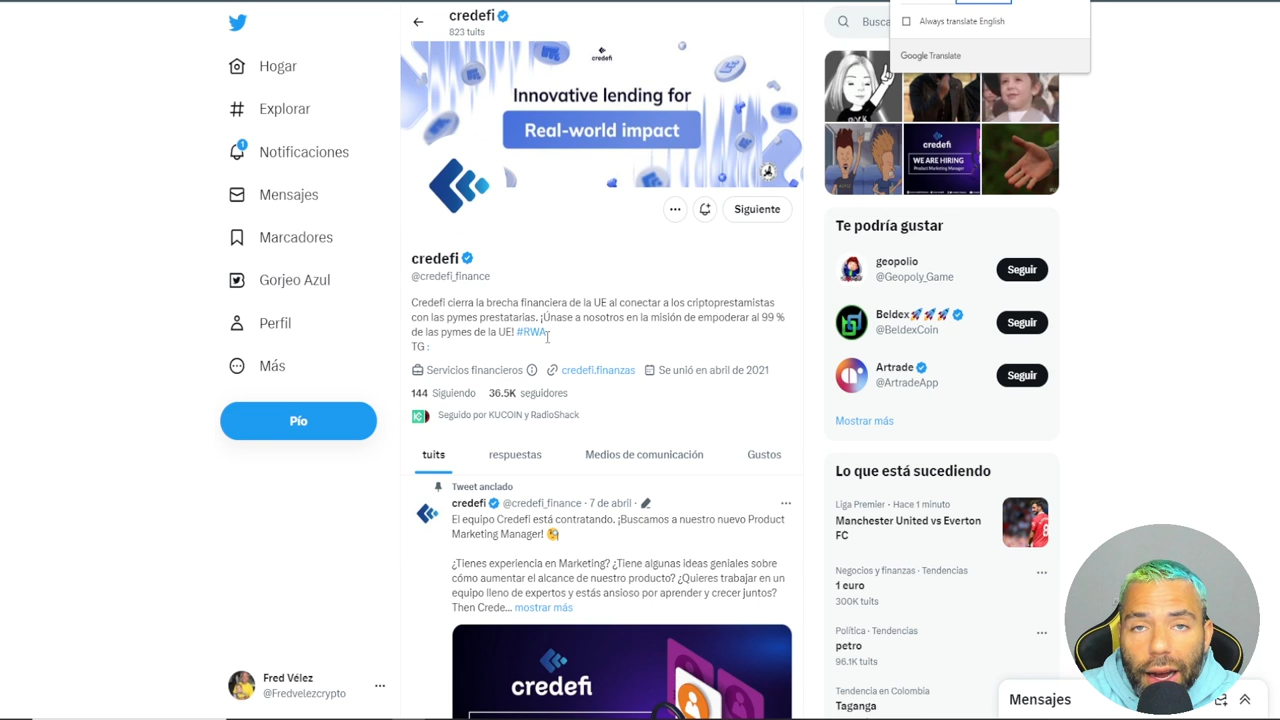 Hogar
Explorar
1
Notificaciones
Mensajes
Marcadores
Gorjeo Azul
Perfil
Más
Pío
Fred Vélez
@Fredvelezcrypto
credefi
823 tuits
credefi
Innovative lending for
Real-world impact
Siguiente
credefi
@credefi_finance
Credefi cierra la brecha financiera de la UE al conectar a los criptoprestamistas
con las pymes prestatarias. ¡Únase a nosotros en la misión de empoderar al 99 %
de las pymes de la UE! #RWA
TG :
Servicios financieros
credefi.finanzas
Se unió en abril de 2021
144 Siguiendo 36.5K seguidores
Seguido por KUCOIN y RadioShack
tuits respuestas Medios de comunicación Gustos
Tweet anclado
credefi @credefi_finance · 7 de abril ·
El equipo Credefi está contratando. ¡Buscamos a nuestro nuevo Product
Marketing Manager!
¿Tienes experiencia en Marketing? ¿Tiene algunas ideas geniales sobre
cómo aumentar el alcance de nuestro producto? ¿Quieres trabajar en un
equipo lleno de expertos y estás ansioso por aprender y crecer juntos?
Then Crede... mostrar más
credefi
Busca
Always translate English
Google Translate
credefi
WE ARE HIRING
Product Marketing Manager
Te podría gustar
geopolio
@Geopoly_Game
Seguir
Beldex
@BeldexCoin
Seguir
Artrade
@ArtradeApp
Seguir
Mostrar más
Lo que está sucediendo
Liga Premier · Hace 1 minuto
Manchester United vs Everton
FC
Negocios y finanzas · Tendencias
1 euro
300K tuits
Política · Tendencias
petro
96.1K tuits
Tendencia en Colombia
Taganga
Mensajes